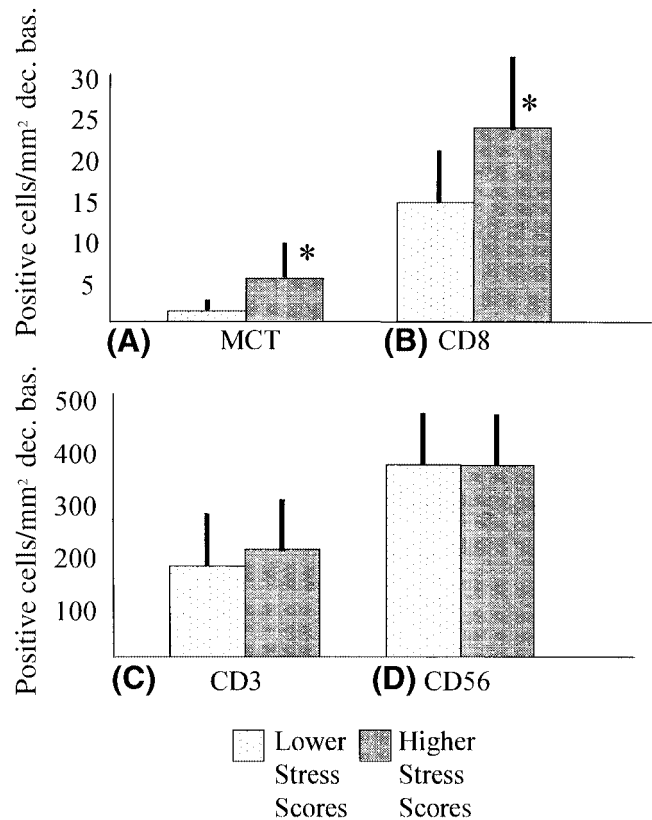 Positive cells/mm² dec. bas.
30
25
20
15
10
5
*
*
(A) MCT
(B) CD8
Positive cells/mm² dec. bas.
500
400
300
200
100
(C) CD3
(D) CD56
Lower
Stress
Scores
Higher
Stress
Scores